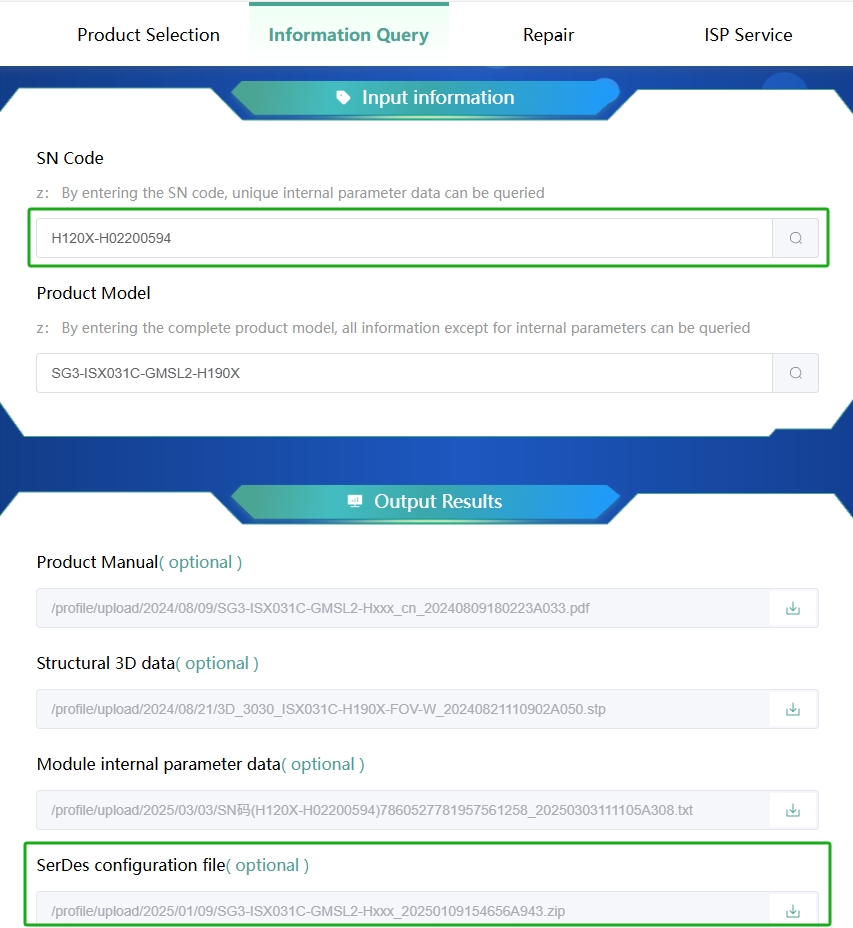 Product Selection
Information Query
Repair
ISP Service
Input information
SN Code
z: By entering the SN code, unique internal parameter data can be queried
H120X-H02200594
Product Model
z: By entering the complete product model, all information except for internal parameters can be queried
SG3-ISX031C-GMSL2-H190X
Output Results
Product Manual( optional )
/profile/upload/2024/08/09/SG3-ISX031C-GMSL2-Hxxx_cn_20240809180223A033.pdf
Structural 3D data( optional )
/profile/upload/2024/08/21/3D_3030_ISX031C-H190X-FOV-W_20240821110902A050.stp
Module internal parameter data( optional )
/profile/upload/2025/03/03/SN码(H120X-H02200594)7860527781957561258_20250303111105A308.txt
SerDes configuration file( optional )
/profile/upload/2025/01/09/SG3-ISX031C-GMSL2-Hxxx_20250109154656A943.zip